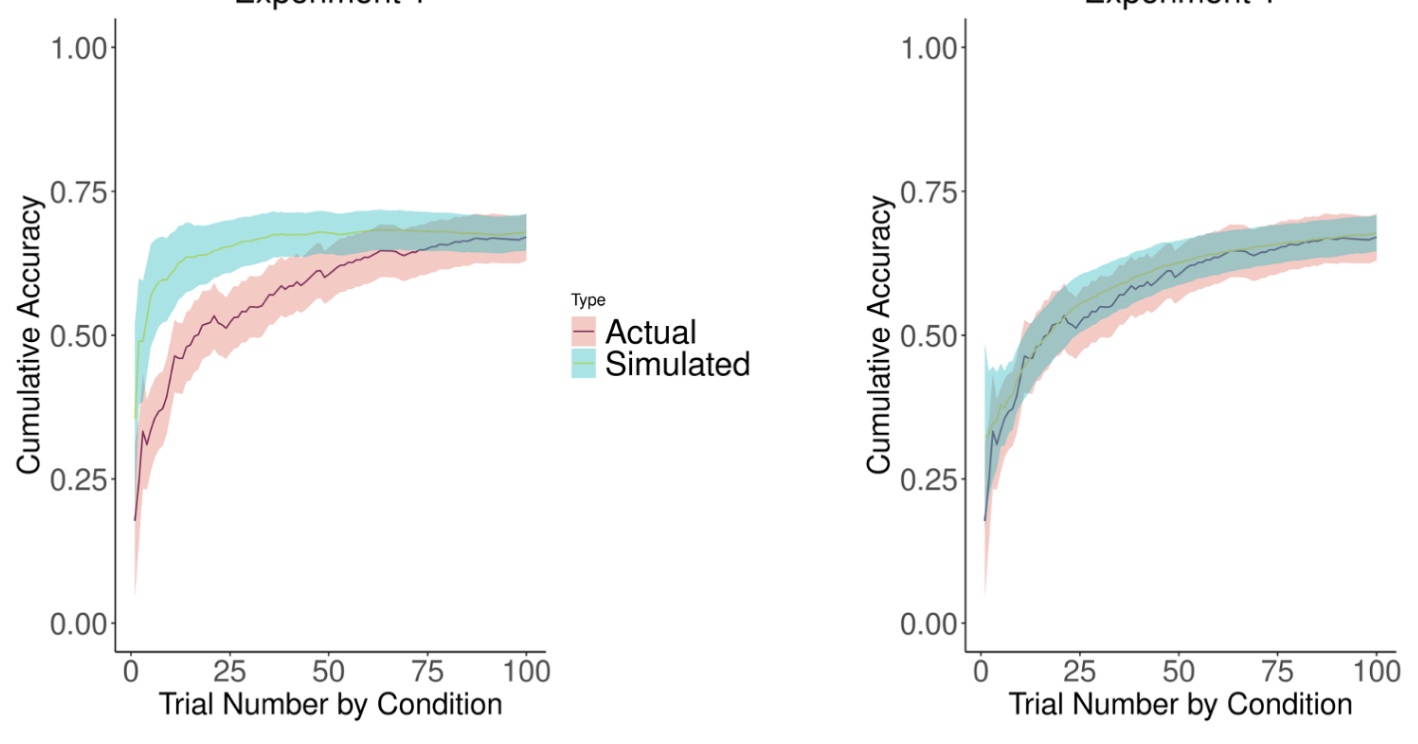 1.00
0.75
0.50
0.25
0.00
Cumulative Accuracy
0 25 50 75 100
Trial Number by Condition
Type
Actual
Simulated
1.00
0.75
0.50
0.25
0.00
Cumulative Accuracy
0 25 50 75 100
Trial Number by Condition